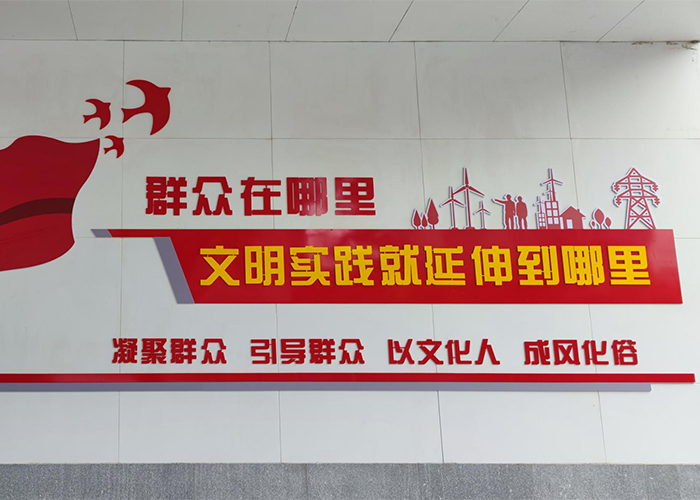 群众在哪里
文明实践就延伸到哪里
凝聚群众 引导群众 以文化人 成风化俗